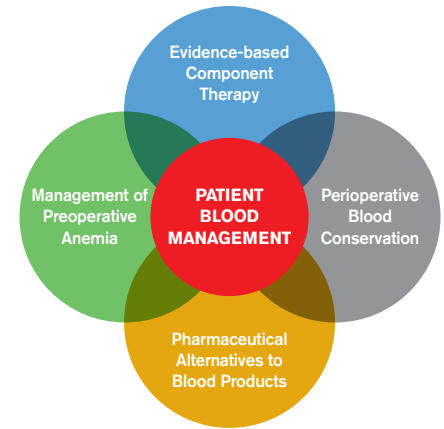 Evidence-based
Component
Therapy
Management of
Preoperative
Anemia
PATIENT
BLOOD
MANAGEMENT
Perioperative
Blood
Conservation
Pharmaceutical
Alternatives to
Blood Products